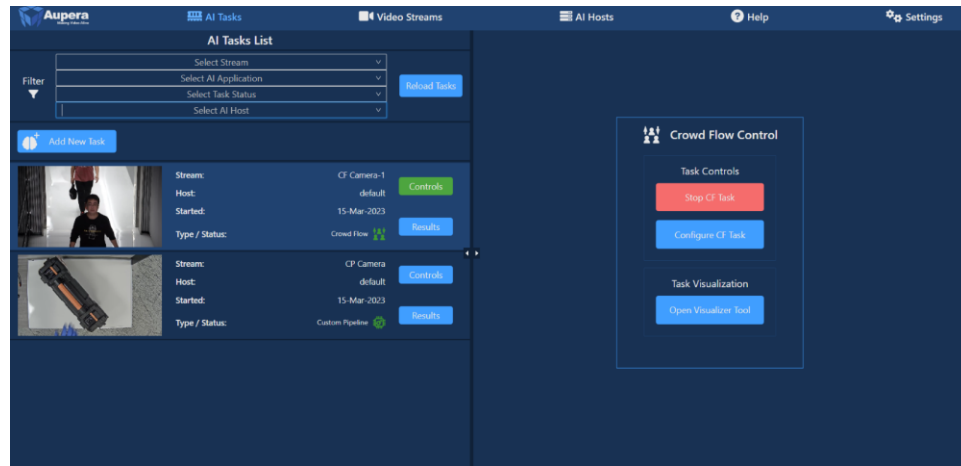 Aupera
AI Tasks
Video Streams
AI Hosts
Help
Settings
AI Tasks List
Filter
Select Stream
Select AI Application
Select Task Status
Select AI Host
Reload Tasks
Add New Task
Stream: CF Camera-1
Host: default
Controls
Started: 15-Mar-2023
Type / Status: Crowd Flow
Results
Stream: CP Camera
Host: default
Controls
Started: 15-Mar-2023
Type / Status: Custom Pipeline
Results
Crowd Flow Control
Task Controls
Stop CF Task
Configure CF Task
Task Visualization
Open Visualizer Tool